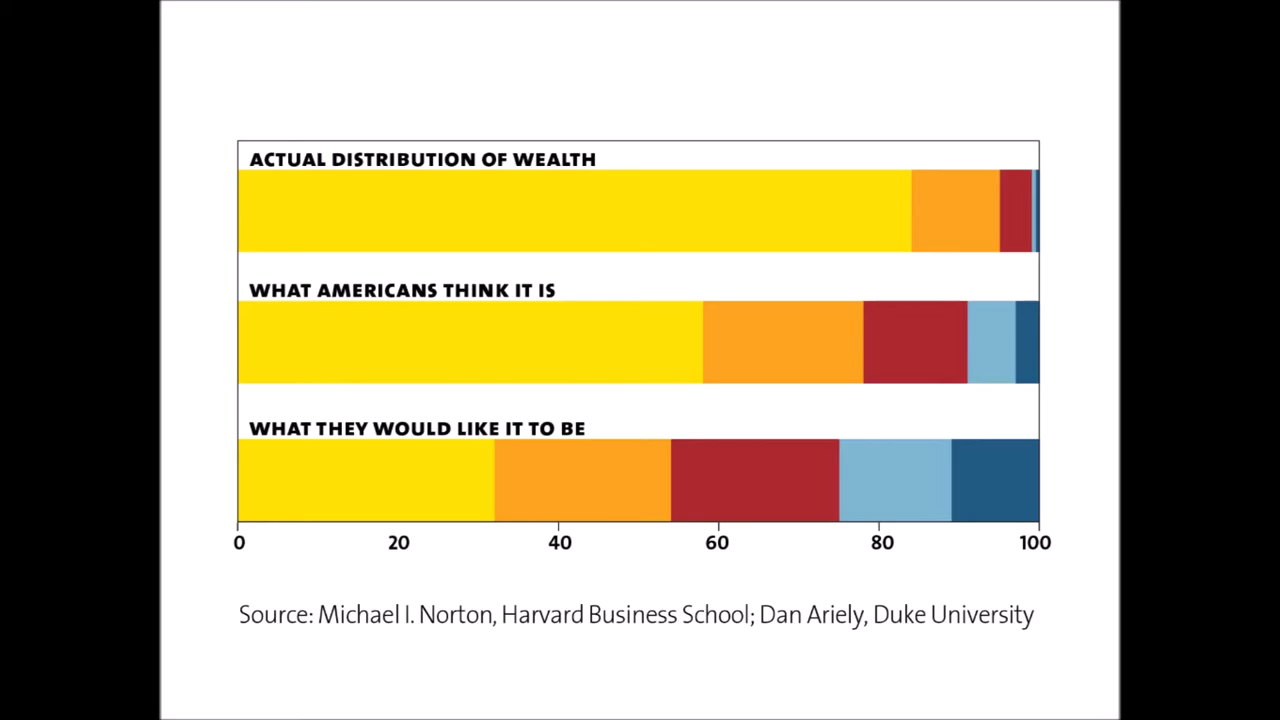 ACTUAL DISTRIBUTION OF WEALTH
WHAT AMERICANS THINK IT IS
WHAT THEY WOULD LIKE IT TO BE
0 20 40 60 80 100
Source: Michael I. Norton, Harvard Business School; Dan Ariely, Duke University